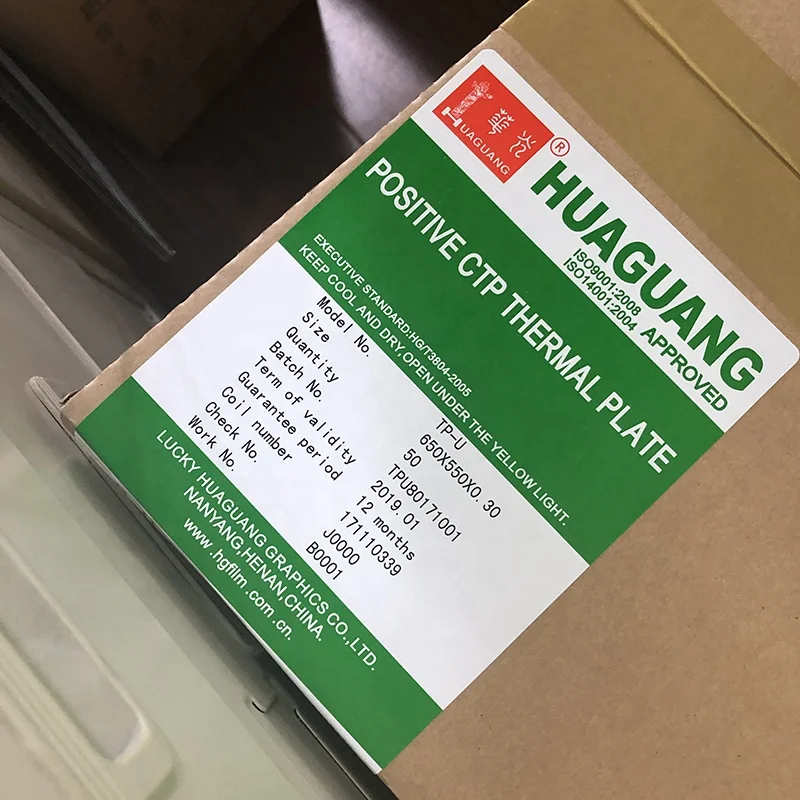 華光
HUAGUANG
®
HUAGUANG
ISO9001:2008
ISO14001:2004 APPROVED
POSITIVE CTP THERMAL PLATE
EXECUTIVE STANDARD:HG/T3804-2005
KEEP COOL AND DRY,OPEN UNDER THE YELLOW LIGHT.
Model No. TP-U
Size 650X550X0.30
Quantity 50
Batch No. TPU80171001
Term of validity 2019.01
Guarantee period 12 months
Coil number 171110339
Check No. J0000
Work No. B0001
LUCKY HUAGUANG GRAPHICS CO.,LTD.
NANYANG,HENAN,CHINA.
www.hgfilm.com.cn.